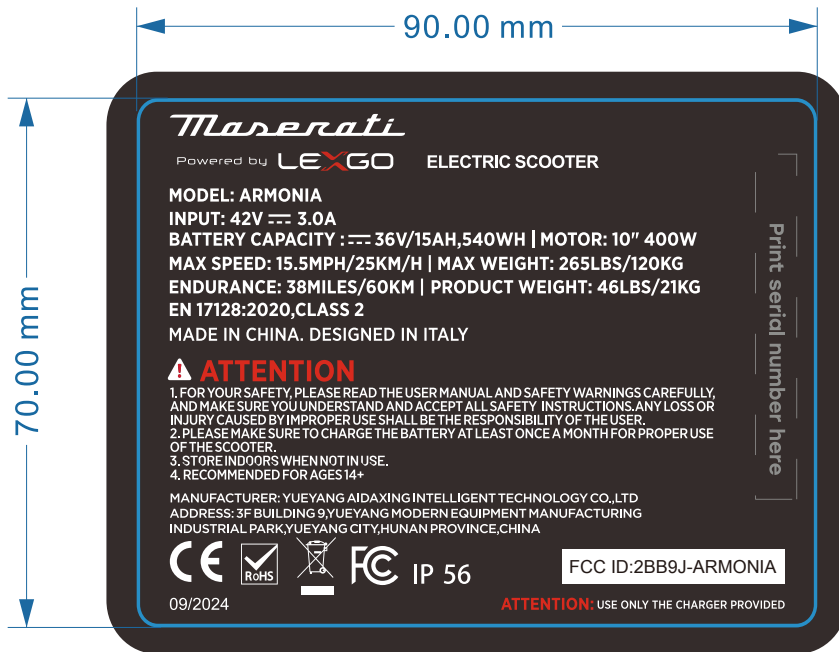 90.00 mm
70.00 mm
Maserati
Powered by LEXGO ELECTRIC SCOOTER
MODEL: ARMONIA
INPUT: 42V ⎓ 3.0A
BATTERY CAPACITY : ⎓ 36V/15AH,540WH | MOTOR: 10" 400W
MAX SPEED: 15.5MPH/25KM/H | MAX WEIGHT: 265LBS/120KG
ENDURANCE: 38MILES/60KM | PRODUCT WEIGHT: 46LBS/21KG
EN 17128:2020,CLASS 2
MADE IN CHINA. DESIGNED IN ITALY
Print serial number here
! ATTENTION
1. FOR YOUR SAFETY, PLEASE READ THE USER MANUAL AND SAFETY WARNINGS CAREFULLY,
AND MAKE SURE YOU UNDERSTAND AND ACCEPT ALL SAFETY INSTRUCTIONS.ANY LOSS OR
INJURY CAUSED BY IMPROPER USE SHALL BE THE RESPONSIBILITY OF THE USER.
2. PLEASE MAKE SURE TO CHARGE THE BATTERY AT LEAST ONCE A MONTH FOR PROPER USE
OF THE SCOOTER.
3. STORE INDOORS WHEN NOT IN USE.
4. RECOMMENDED FOR AGES 14+
MANUFACTURER: YUEYANG AIDAXING INTELLIGENT TECHNOLOGY CO.,LTD
ADDRESS: 3F BUILDING 9,YUEYANG MODERN EQUIPMENT MANUFACTURING
INDUSTRIAL PARK,YUEYANG CITY,HUNAN PROVINCE,CHINA
CE RoHS FC IP 56
FCC ID:2BB9J-ARMONIA
09/2024
ATTENTION: USE ONLY THE CHARGER PROVIDED